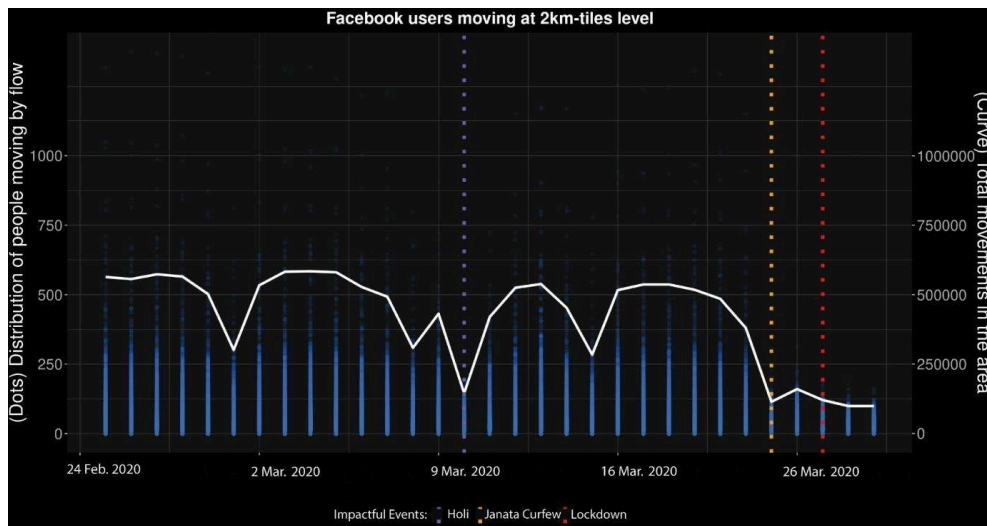 Facebook users moving at 2km-tiles level
(Dots) Distribution of people moving by flow
1000
750
500
250
0
(Curve) Total movements in the area
1000000
750000
500000
250000
0
24 Feb. 2020
2 Mar. 2020
9 Mar. 2020
16 Mar. 2020
26 Mar. 2020
Impactful Events: Holi Janata Curfew Lockdown